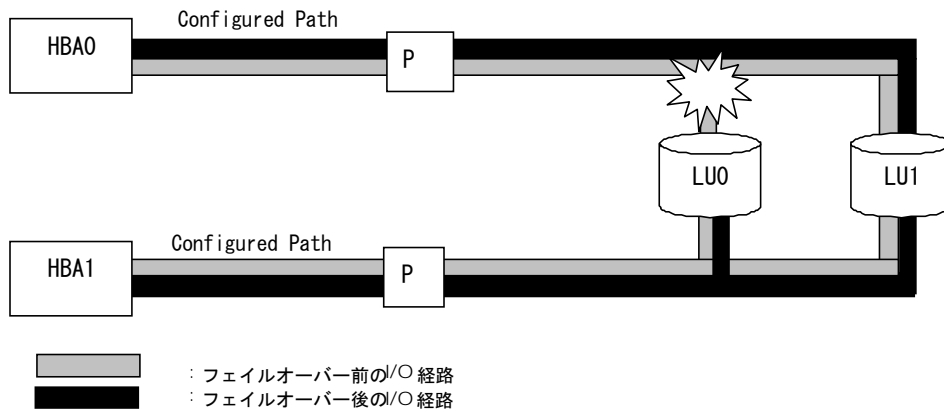 Configured Path
HBA0
P
LU0
LU1
Configured Path
HBA1
P
：フェイルオーバー前のI/O 経路
：フェイルオーバー後のI/O 経路